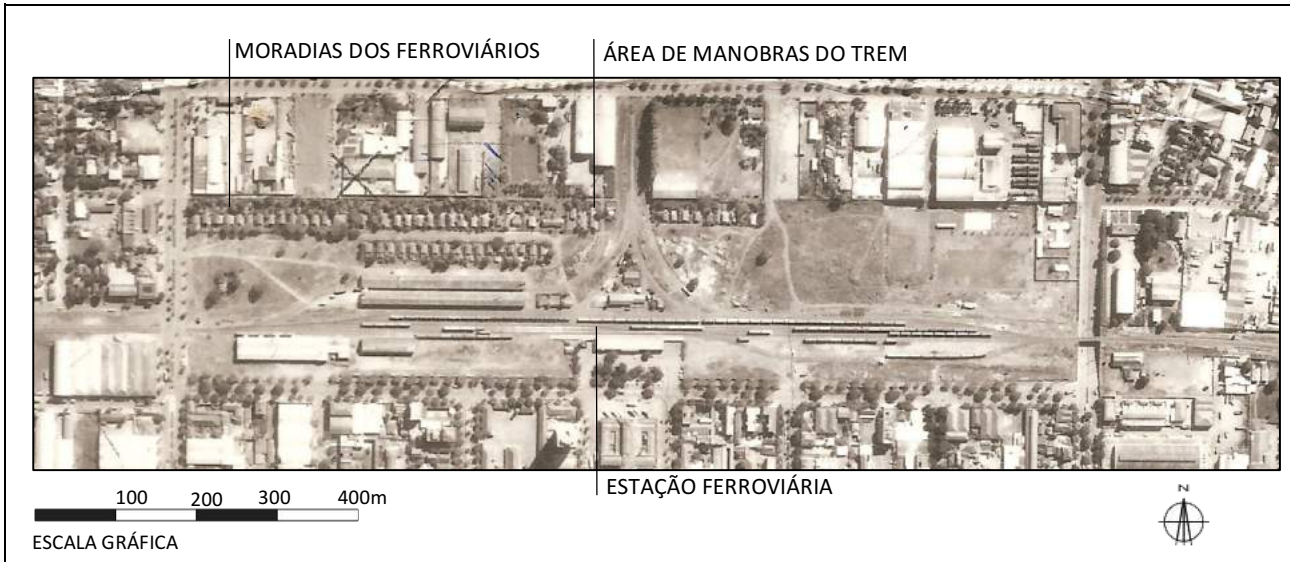 MORADIAS DOS FERROVIÁRIOS
ÁREA DE MANOBRAS DO TREM
ESTAÇÃO FERROVIÁRIA
100 200 300 400m
ESCALA GRÁFICA
N